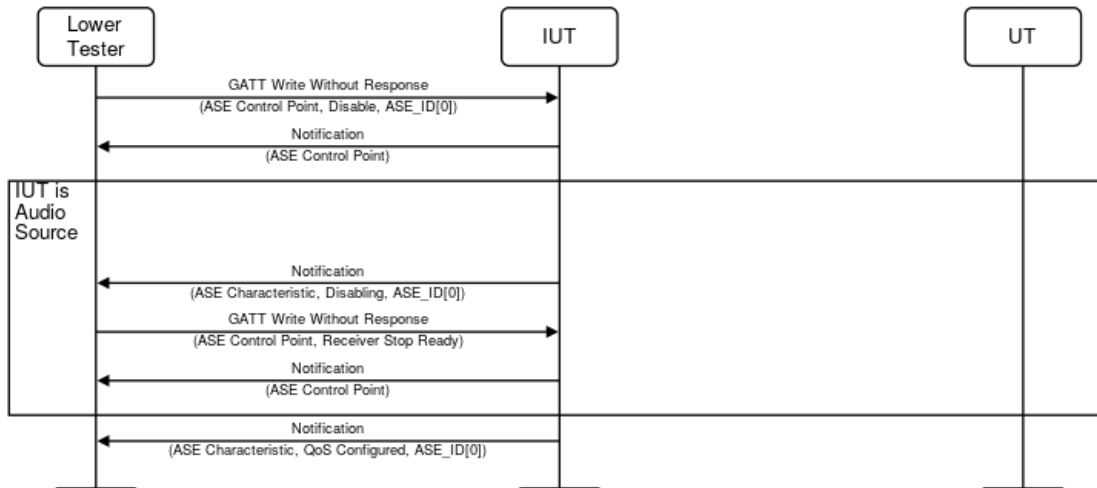 Lower
Tester
IUT
UT
GATT Write Without Response
(ASE Control Point, Disable, ASE_ID[0])
Notification
(ASE Control Point)
IUT is
Audio
Source
Notification
(ASE Characteristic, Disabling, ASE_ID[0])
GATT Write Without Response
(ASE Control Point, Receiver Stop Ready)
Notification
(ASE Control Point)
Notification
(ASE Characteristic, QoS Configured, ASE_ID[0])